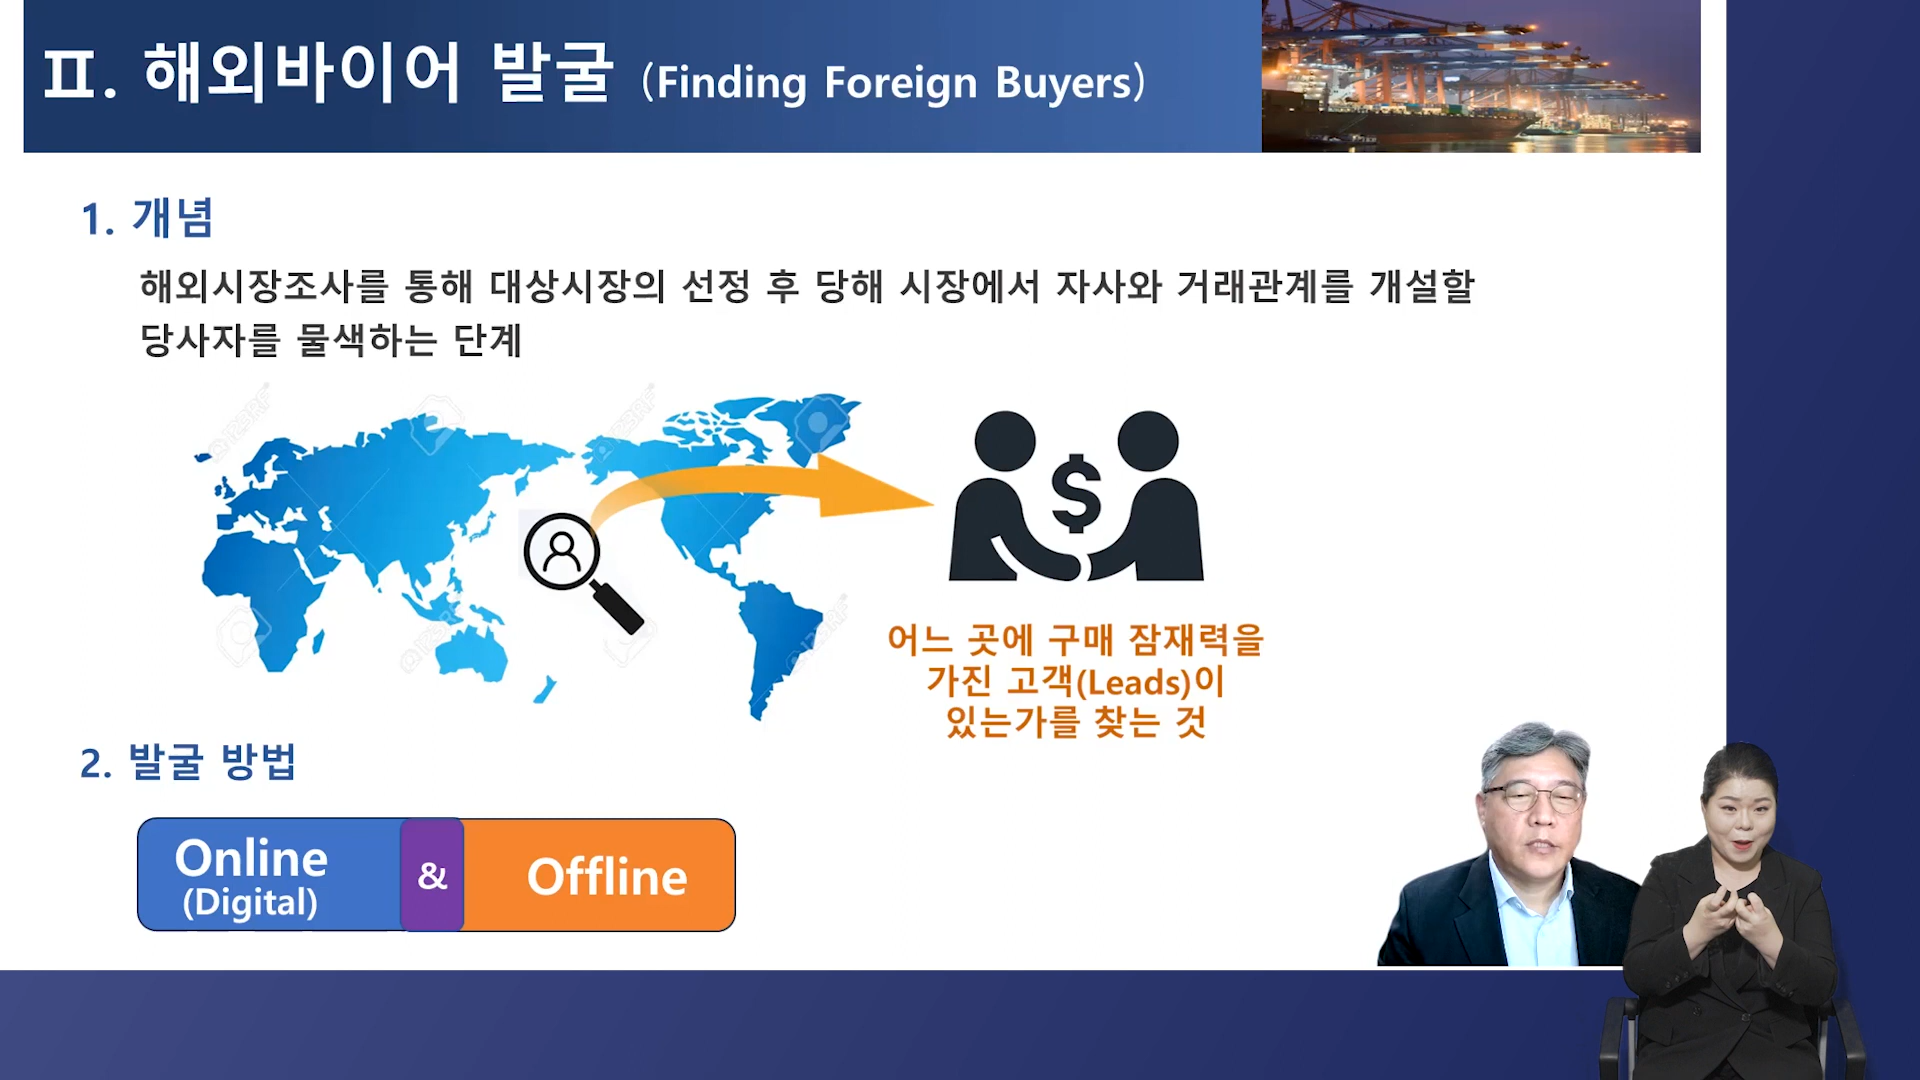 Ⅱ. 해외바이어 발굴 (Finding Foreign Buyers)
1. 개념
해외시장조사를 통해 대상시장의 선정 후 당해 시장에서 자사와 거래관계를 개설할
당사자를 물색하는 단계
123RF
123RF
123RF
123RF
$
어느 곳에 구매 잠재력을
가진 고객(Leads)이
있는가를 찾는 것
2. 발굴 방법
Online
(Digital)
&
Offline